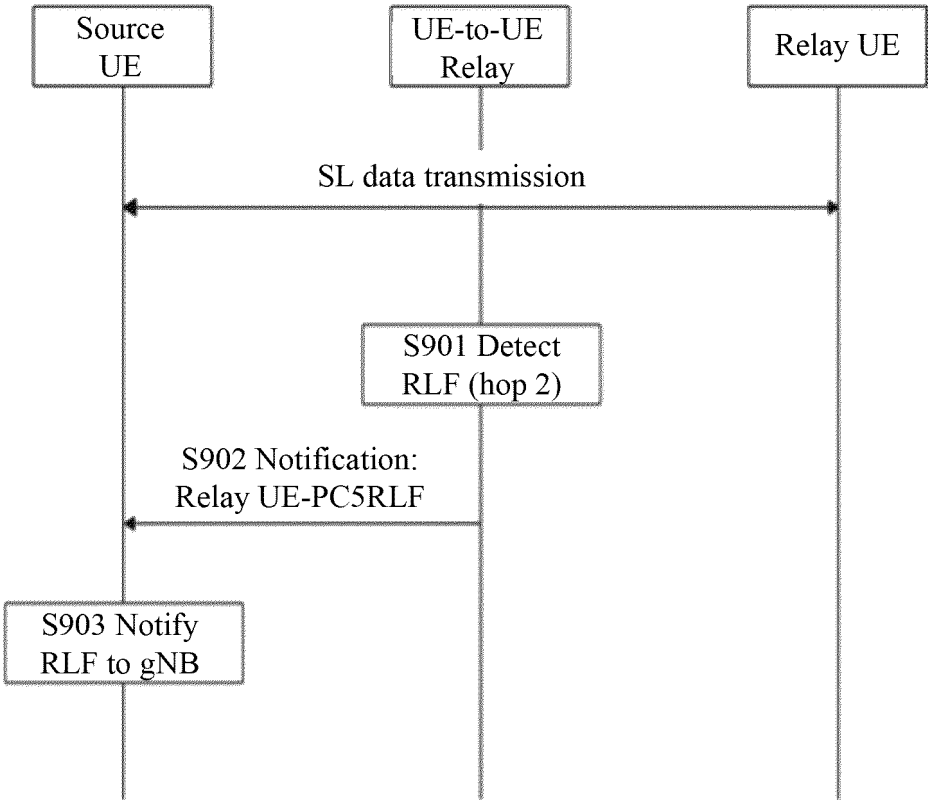 Source
UE
UE-to-UE
Relay
Relay UE
SL data transmission
S901 Detect
RLF (hop 2)
S902 Notification:
Relay UE-PC5RLF
S903 Notify
RLF to gNB